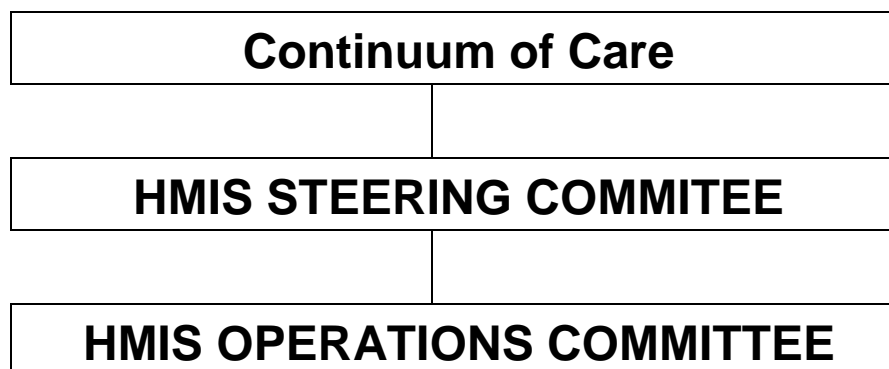 Continuum of Care
HMIS STEERING COMMITEE
HMIS OPERATIONS COMMITTEE